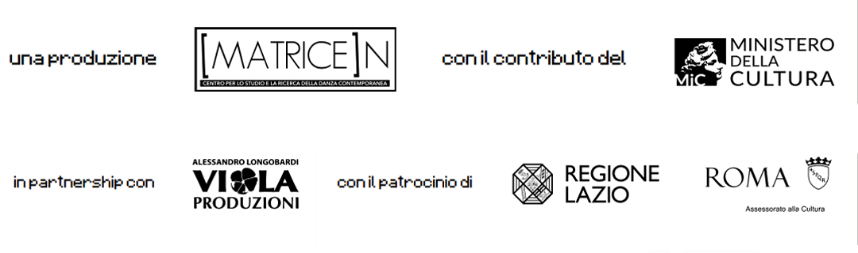 una produzione
[MATRICE]N
CENTRO PER LO STUDIO E LA RICERCA DELLA DANZA CONTEMPORANEA
con il contributo del
MiC
MINISTERO
DELLA
CULTURA
in partnership con
ALESSANDRO LONGOBARDI
VIOLA
PRODUZIONI
con il patrocinio di
REGIONE
LAZIO
ROMA
Assessorato alla Cultura